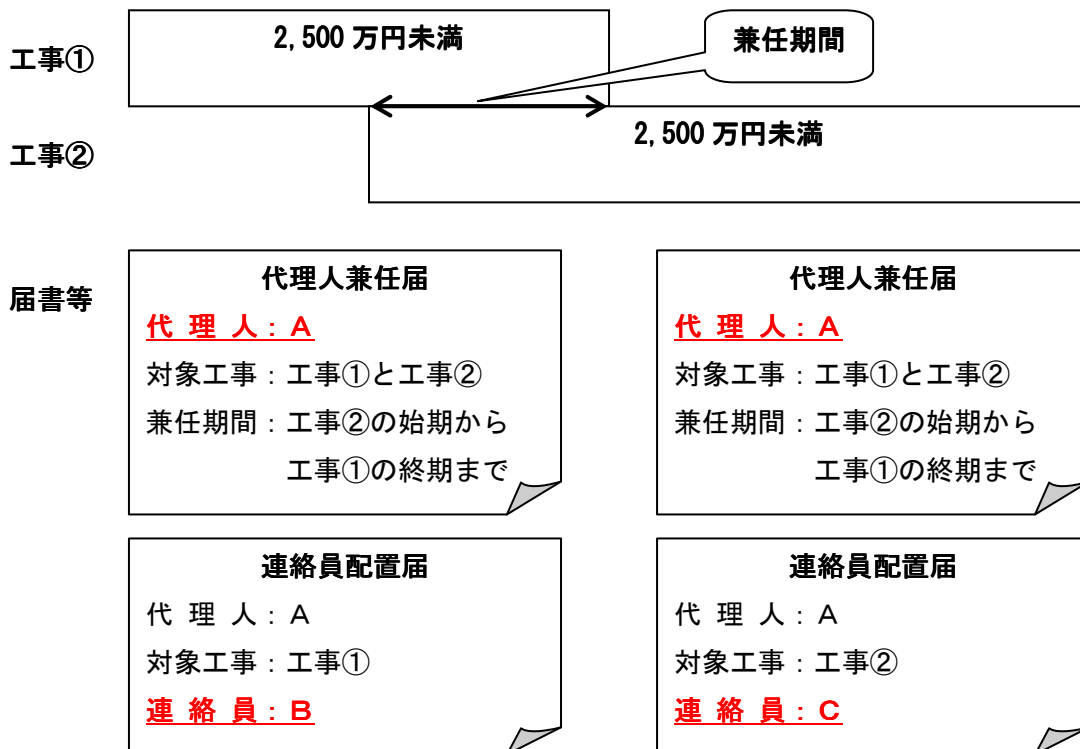 工事①
2,500 万円未満
兼任期間
工事②
2,500 万円未満
届書等
代理人兼任届
代 理 人：Ａ
対象工事：工事①と工事②
兼任期間：工事②の始期から
工事①の終期まで
代理人兼任届
代 理 人：Ａ
対象工事：工事①と工事②
兼任期間：工事②の始期から
工事①の終期まで
連絡員配置届
代 理 人：Ａ
対象工事：工事①
連 絡 員：Ｂ
連絡員配置届
代 理 人：Ａ
対象工事：工事②
連 絡 員：Ｃ